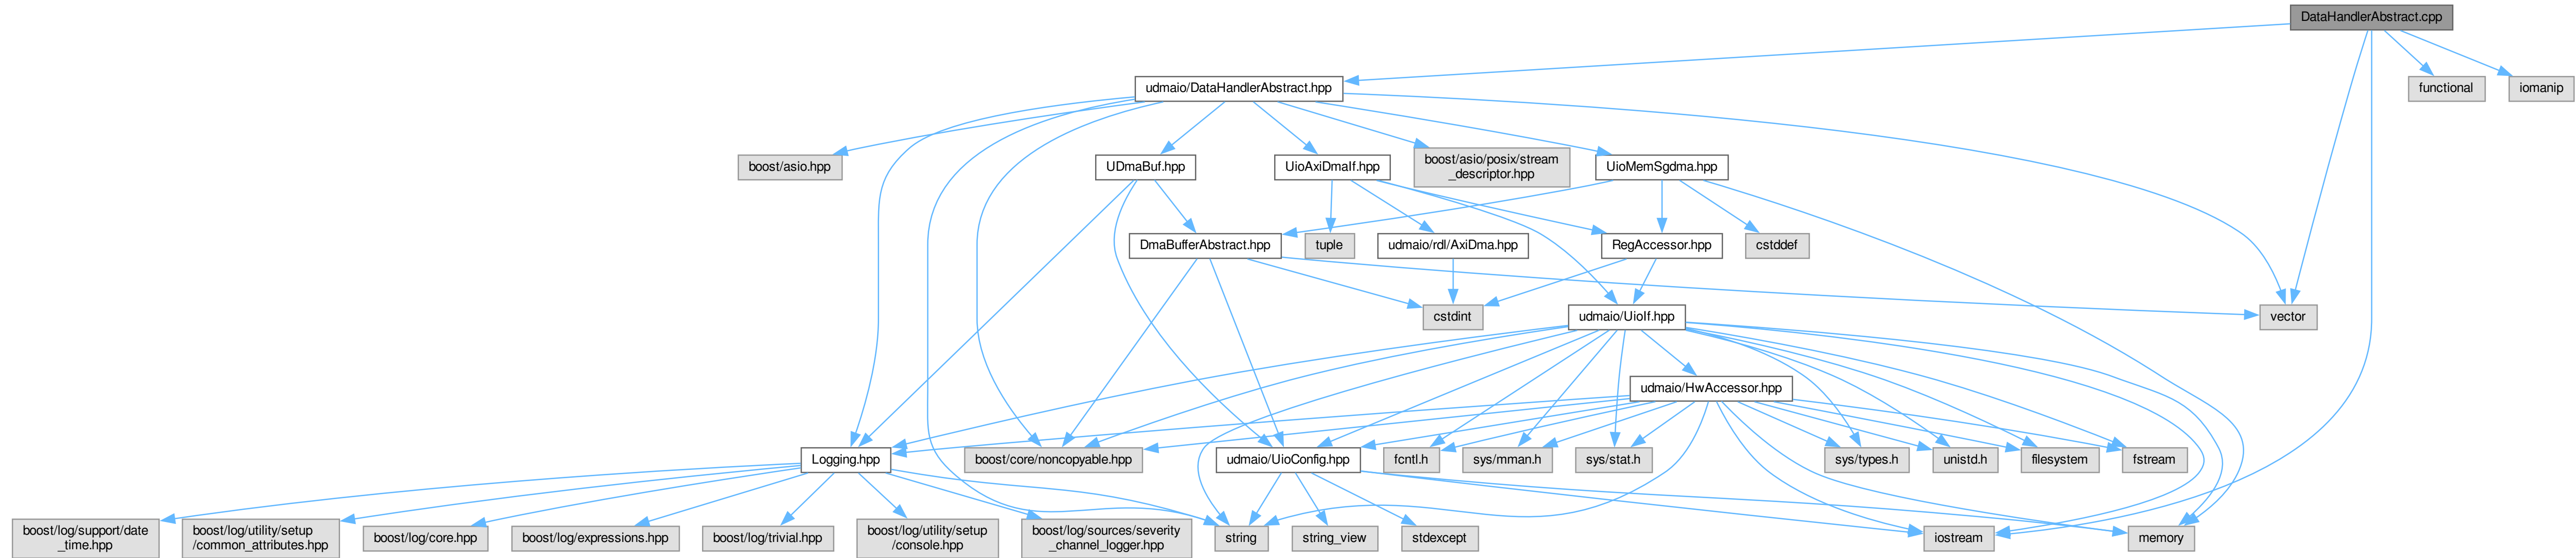 DataHandlerAbstract.cpp
udmaio/DataHandlerAbstract.hpp
functional
iomanip
boost/asio.hpp
UDmaBuf.hpp
UioAxiDmaIf.hpp
boost/asio/posix/stream
_descriptor.hpp
UioMemSgdma.hpp
DmaBufferAbstract.hpp
tuple
udmaio/rdl/AxiDma.hpp
RegAccessor.hpp
cstddef
cstdint
udmaio/UioIf.hpp
vector
udmaio/HwAccessor.hpp
Logging.hpp
boost/core/noncopyable.hpp
udmaio/UioConfig.hpp
fcntl.h
sys/mman.h
sys/stat.h
sys/types.h
unistd.h
filesystem
fstream
boost/log/support/date
_time.hpp
boost/log/utility/setup
/common_attributes.hpp
boost/log/core.hpp
boost/log/expressions.hpp
boost/log/trivial.hpp
boost/log/utility/setup
/console.hpp
boost/log/sources/severity
_channel_logger.hpp
string
string_view
stdexcept
iostream
memory